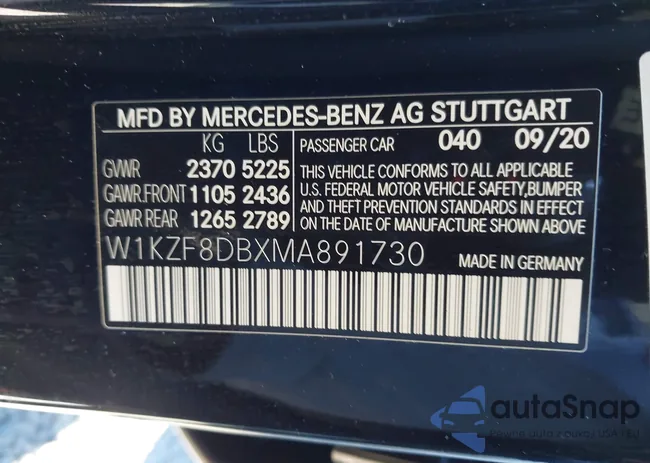 MFD BY MERCEDES-BENZ AG STUTTGART
KG LBS
GVWR 2370 5225
GAWR.FRONT 1105 2436
GAWR REAR 1265 2789
PASSENGER CAR 040 09/20
THIS VEHICLE CONFORMS TO ALL APPLICABLE
U.S. FEDERAL MOTOR VEHICLE SAFETY,BUMPER
AND THEFT PREVENTION STANDARDS IN EFFECT
ON THE DATE OF MANUFACTURE SHOWN ABOVE
W1KZF8DBXMA891730 MADE IN GERMANY
autaSnap